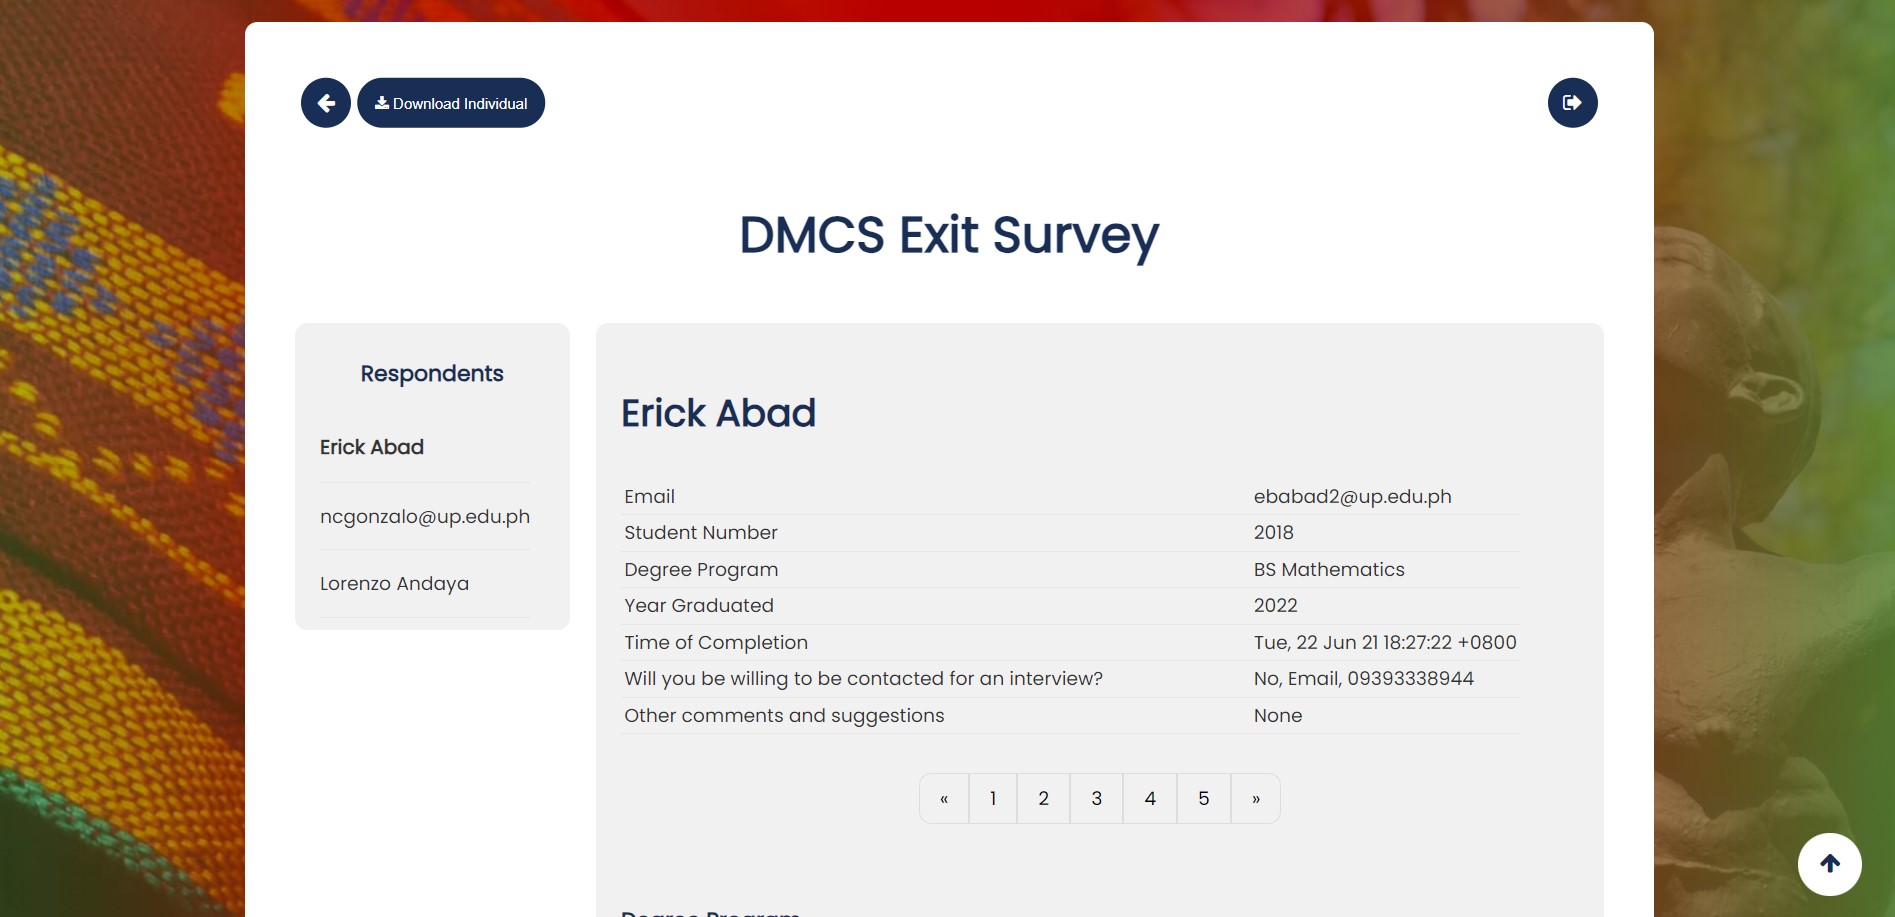 Download Individual
DMCS Exit Survey
Respondents
Erick Abad
ncgonzalo@up.edu.ph
Lorenzo Andaya
Erick Abad
Email ebabad2@up.edu.ph
Student Number 2018
Degree Program BS Mathematics
Year Graduated 2022
Time of Completion Tue, 22 Jun 21 18:27:22 +0800
Will you be willing to be contacted for an interview? No, Email, 09393338944
Other comments and suggestions None
« 1 2 3 4 5 »
Degree Program